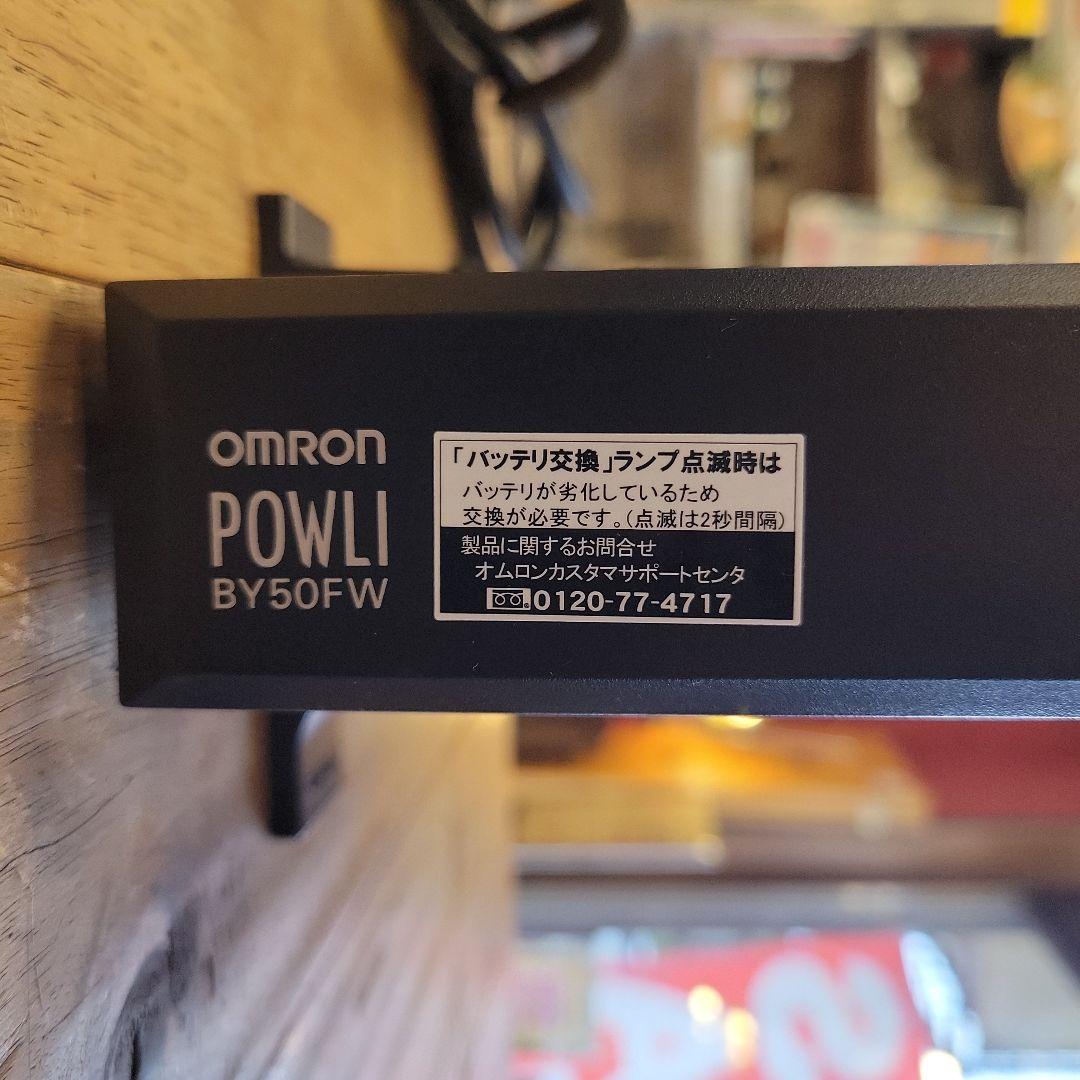 OMRON
POWLI
BY50FW
「バッテリ交換」ランプ点滅時は
バッテリが劣化しているため
交換が必要です。(点滅は2秒間隔)
製品に関するお問合せ
オムロンカスタマサポートセンタ
0120-77-4717